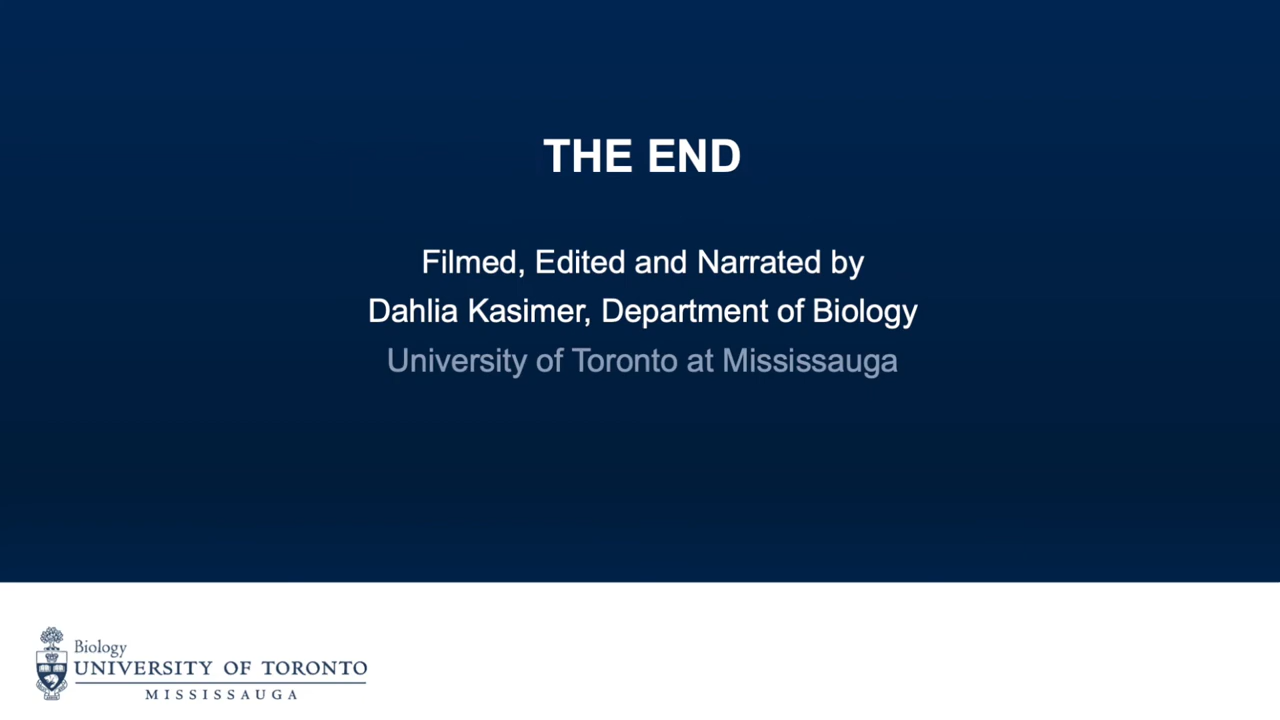 THE END
Filmed, Edited and Narrated by
Dahlia Kasimer, Department of Biology
University of Toronto at Mississauga
Biology
UNIVERSITY OF TORONTO
MISSISSAUGA